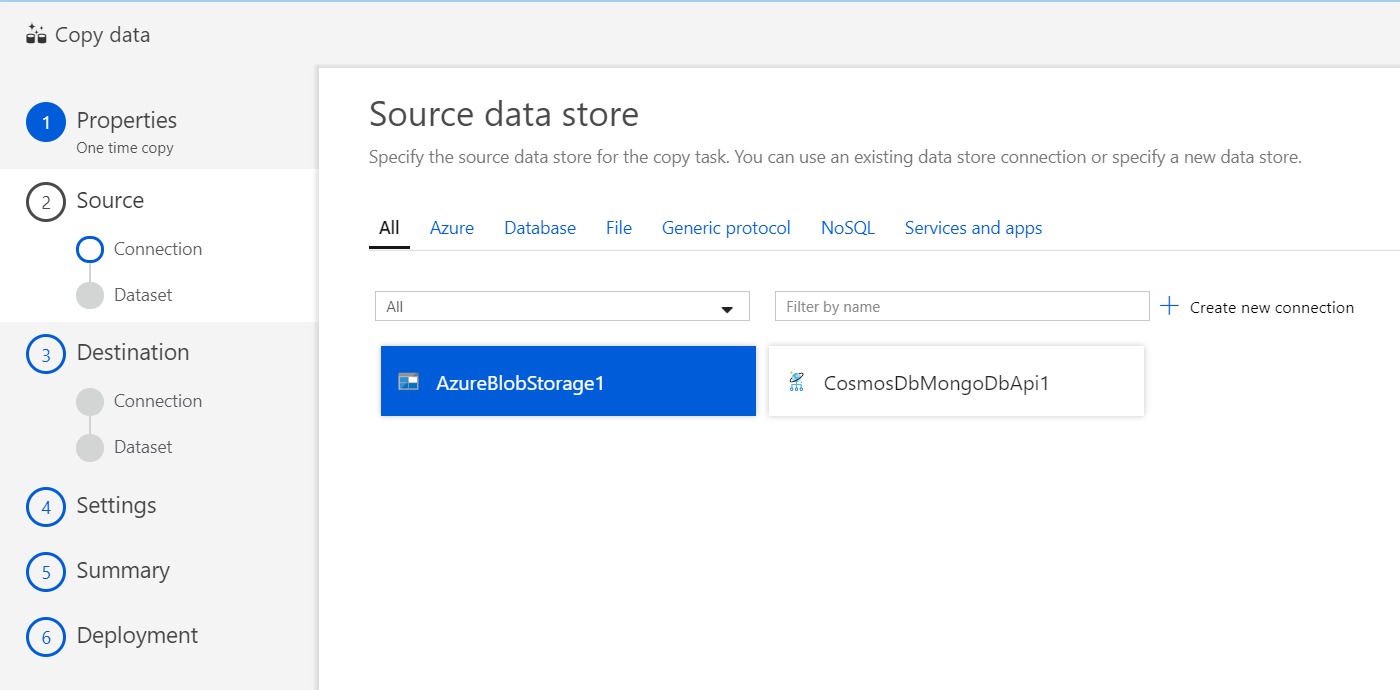 Copy data
1 Properties
One time copy
2 Source
Connection
Dataset
3 Destination
Connection
Dataset
4 Settings
5 Summary
6 Deployment
Source data store
Specify the source data store for the copy task. You can use an existing data store connection or specify a new data store.
All Azure Database File Generic protocol NoSQL Services and apps
All Filter by name Create new connection
AzureBlobStorage1 CosmosDbMongoDbApi1